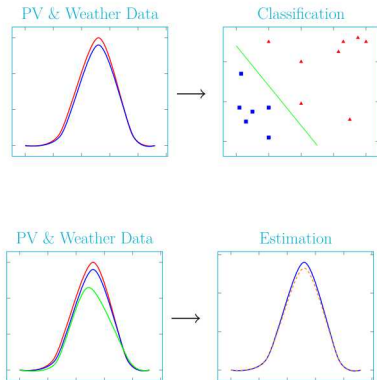 PV & Weather Data
Classification
PV & Weather Data
Estimation